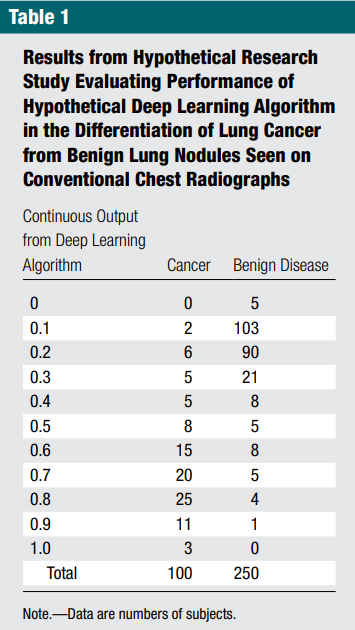 Table 1
Results from Hypothetical Research
Study Evaluating Performance of
Hypothetical Deep Learning Algorithm
in the Differentiation of Lung Cancer
from Benign Lung Nodules Seen on
Conventional Chest Radiographs
Continuous Output
from Deep Learning
Algorithm Cancer Benign Disease
0 0 5
0.1 2 103
0.2 6 90
0.3 5 21
0.4 5 8
0.5 8 5
0.6 15 8
0.7 20 5
0.8 25 4
0.9 11 1
1.0 3 0
Total 100 250
Note.—Data are numbers of subjects.